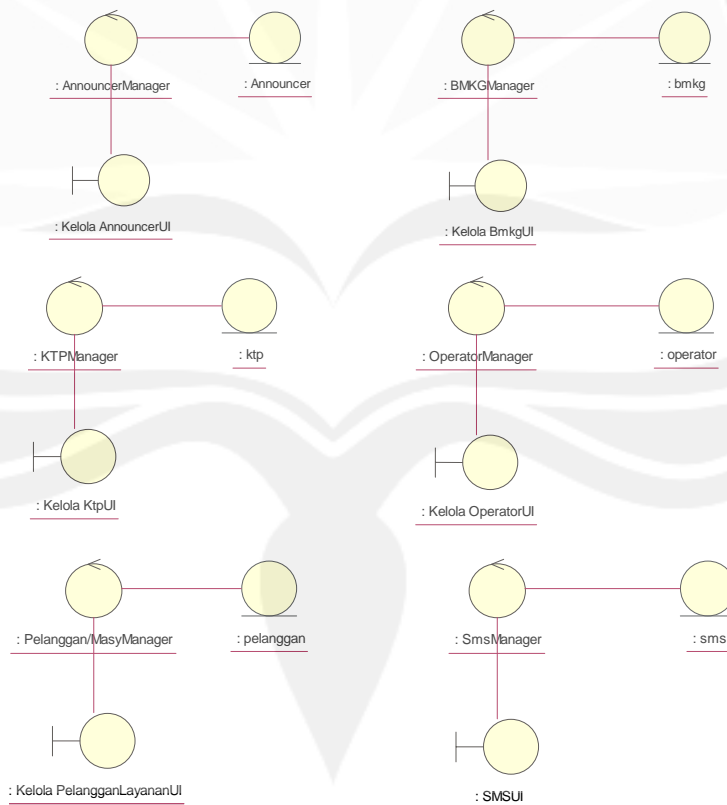 : AnnouncerManager
: Announcer
: Kelola AnnouncerUI
: BMKGManager
: bmkg
: Kelola BmkgUI
: KTPManager
: ktp
: Kelola KtpUI
: OperatorManager
: operator
: Kelola OperatorUI
: Pelanggan/MasyManager
: pelanggan
: Kelola PelangganLayananUI
: SmsManager
: sms
: SMSUI